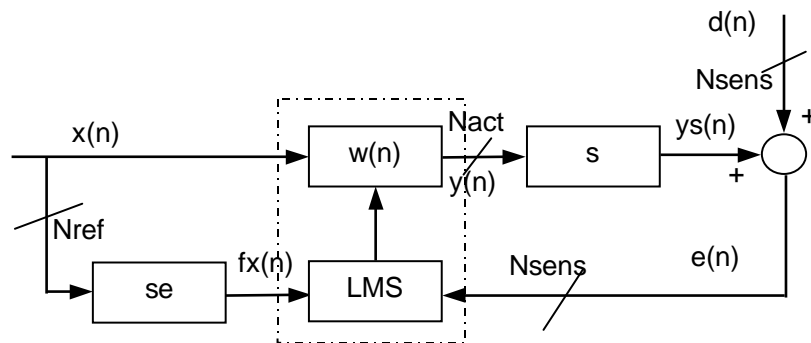 d(n)
Nsens
+
x(n)
Nact
ys(n)
w(n)
y(n)
s
+
Nref
fx(n)
Nsens
e(n)
se
LMS